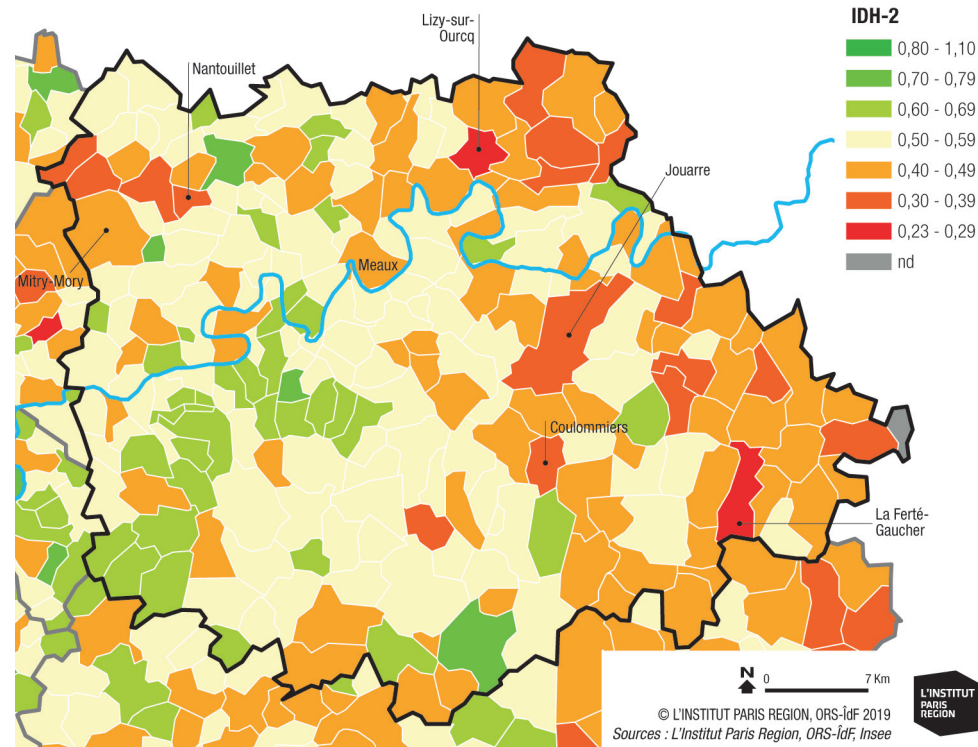 Lizy-sur-
Ourcq
Nantouillet
Jouarre
Mitry-Mory
Meaux
Coulommiers
La Ferté-
Gaucher
IDH-2
0,80 - 1,10
0,70 - 0,79
0,60 - 0,69
0,50 - 0,59
0,40 - 0,49
0,30 - 0,39
0,23 - 0,29
nd
N
0
7 Km
© L'INSTITUT PARIS REGION, ORS-ÎdF 2019
Sources : L'Institut Paris Region, ORS-ÎdF, Insee
L'INSTITUT
PARIS
REGION